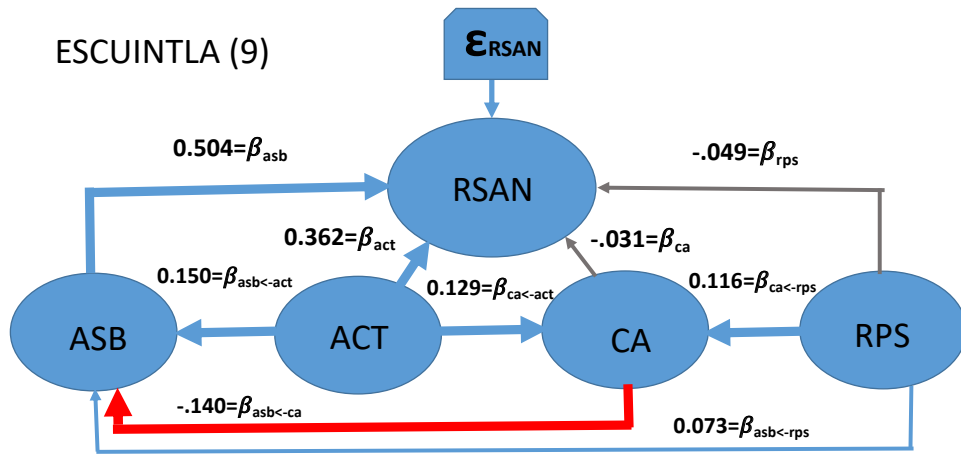 ESCUINTLA (9)
εRSAN
0.504=βasb
-.049=βrps
RSAN
0.362=βact
-.031=βca
0.150=βasb<-act
0.129=βca<-act
0.116=βca<-rps
ASB
ACT
CA
RPS
-.140=βasb<-ca
0.073=βasb<-rps